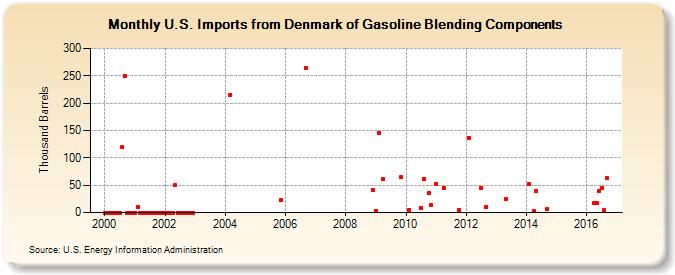 Monthly U.S. Imports from Denmark of Gasoline Blending Components
Thousand Barrels
300
250
200
150
100
50
0
2000 2002 2004 2006 2008 2010 2012 2014 2016
Source: U.S. Energy Information Administration